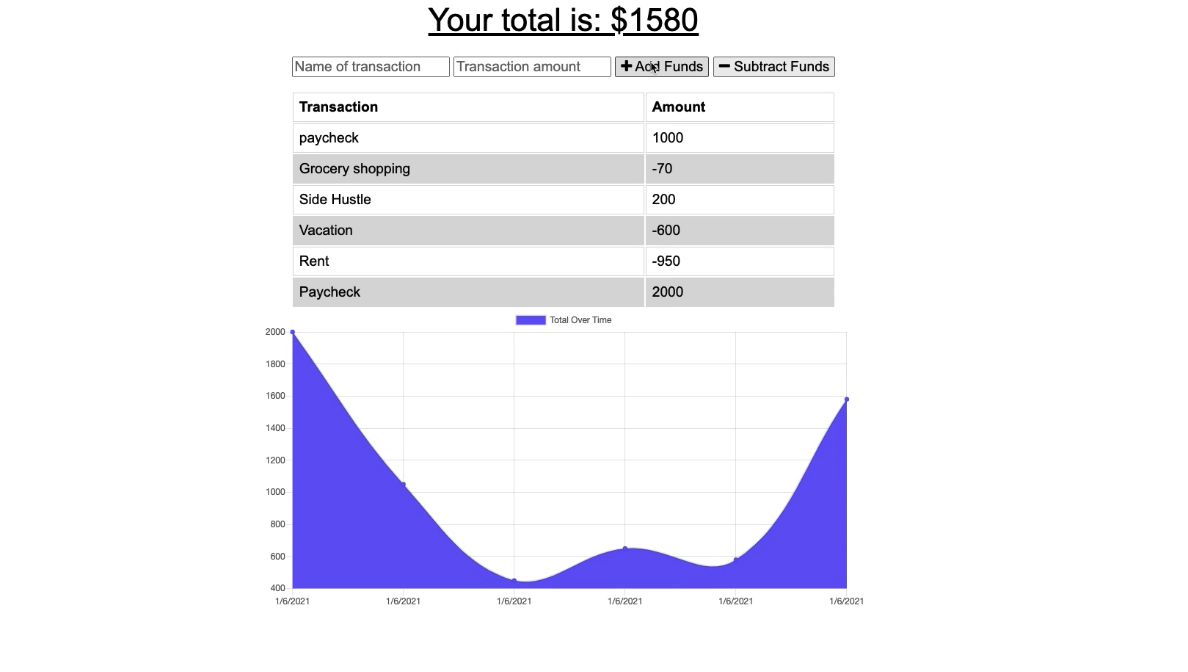 Your total is: $1580
Name of transaction Transaction amount + Add Funds − Subtract Funds
Transaction Amount
paycheck 1000
Grocery shopping -70
Side Hustle 200
Vacation -600
Rent -950
Paycheck 2000
Total Over Time
2000
1800
1600
1400
1200
1000
800
600
400
1/6/2021 1/6/2021 1/6/2021 1/6/2021 1/6/2021 1/6/2021